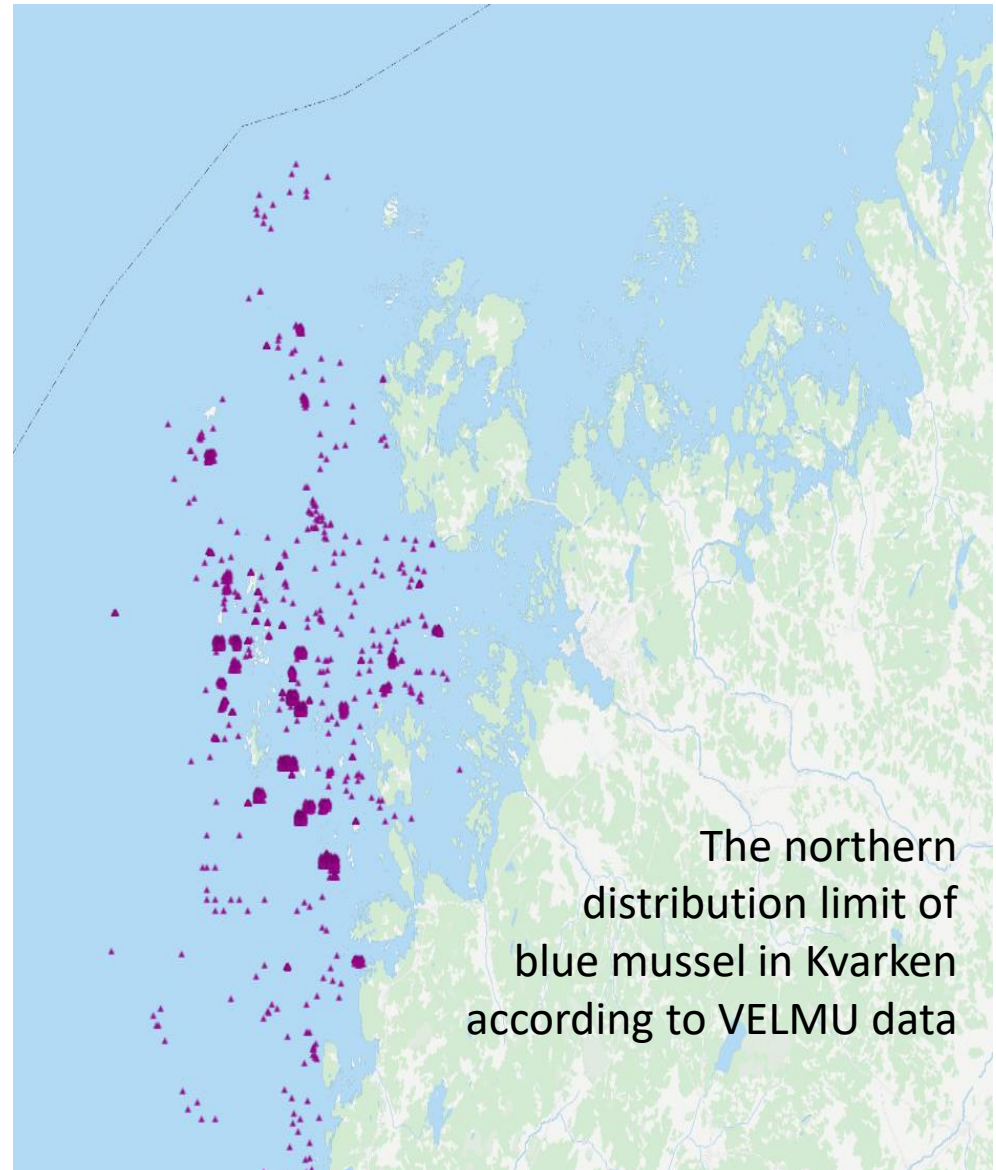 The northern
distribution limit of
blue mussel in Kvarken
according to VELMU data